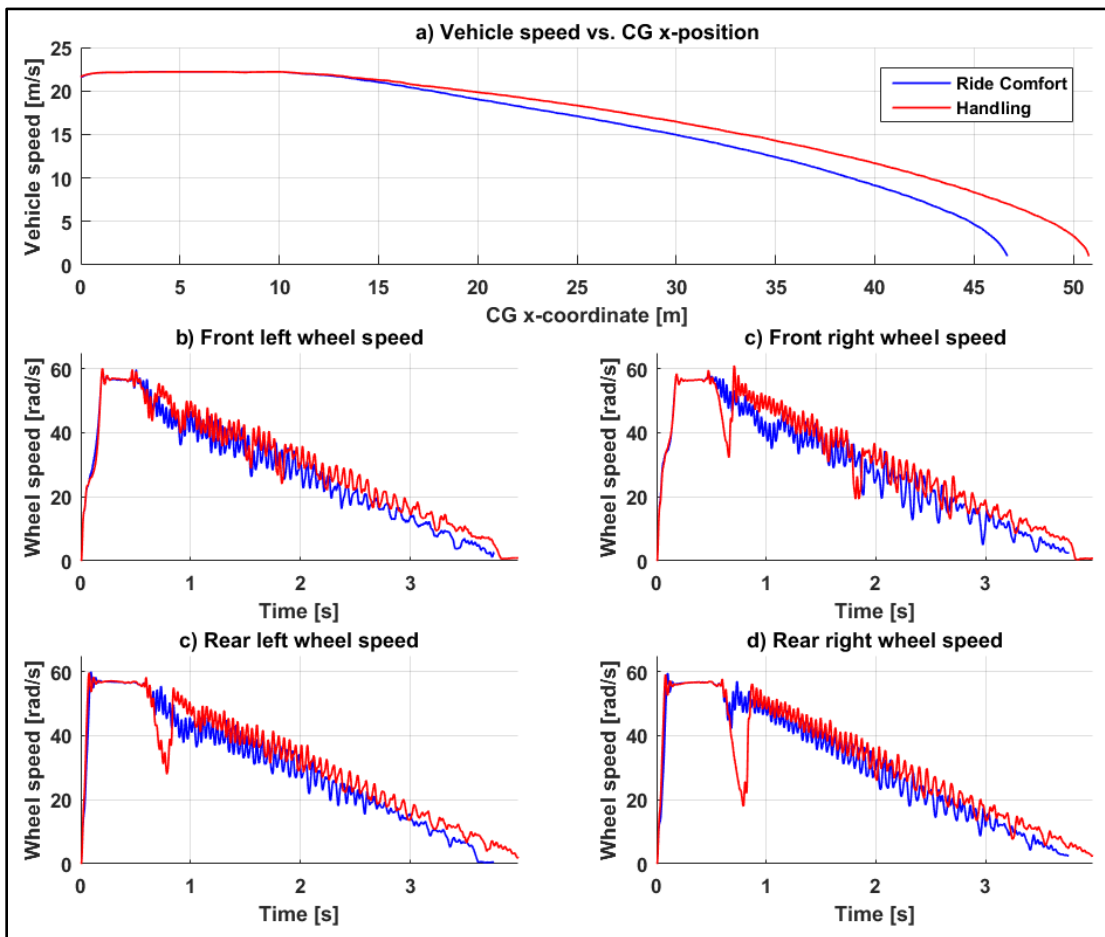 a) Vehicle speed vs. CG x-position
Vehicle speed [m/s]
25
20
15
10
5
0
Ride Comfort
Handling
0 5 10 15 20 25 30 35 40 45 50
CG x-coordinate [m]
b) Front left wheel speed
Wheel speed [rad/s]
60
40
20
0
0 1 2 3
Time [s]
c) Front right wheel speed
Wheel speed [rad/s]
60
40
20
0
0 1 2 3
Time [s]
c) Rear left wheel speed
Wheel speed [rad/s]
60
40
20
0
0 1 2 3
Time [s]
d) Rear right wheel speed
Wheel speed [rad/s]
60
40
20
0
0 1 2 3
Time [s]